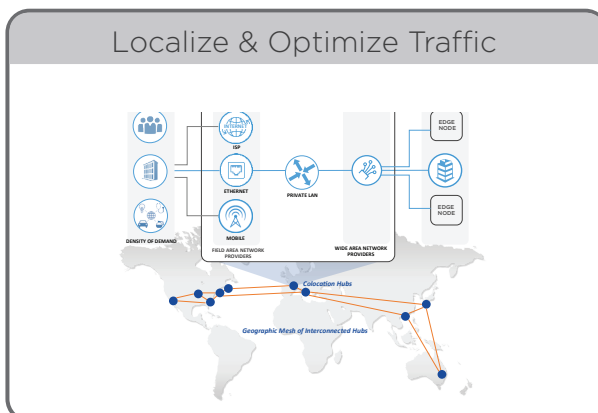 Localize & Optimize Traffic
INTERNET
ISP
ETHERNET
MOBILE
FIELD AREA NETWORK
PROVIDERS
DENSITY OF DEMAND
PRIVATE LAN
WIDE AREA NETWORK
PROVIDERS
EDGE
NODE
EDGE
NODE
Colocation Hubs
Geographic Mesh of Interconnected Hubs